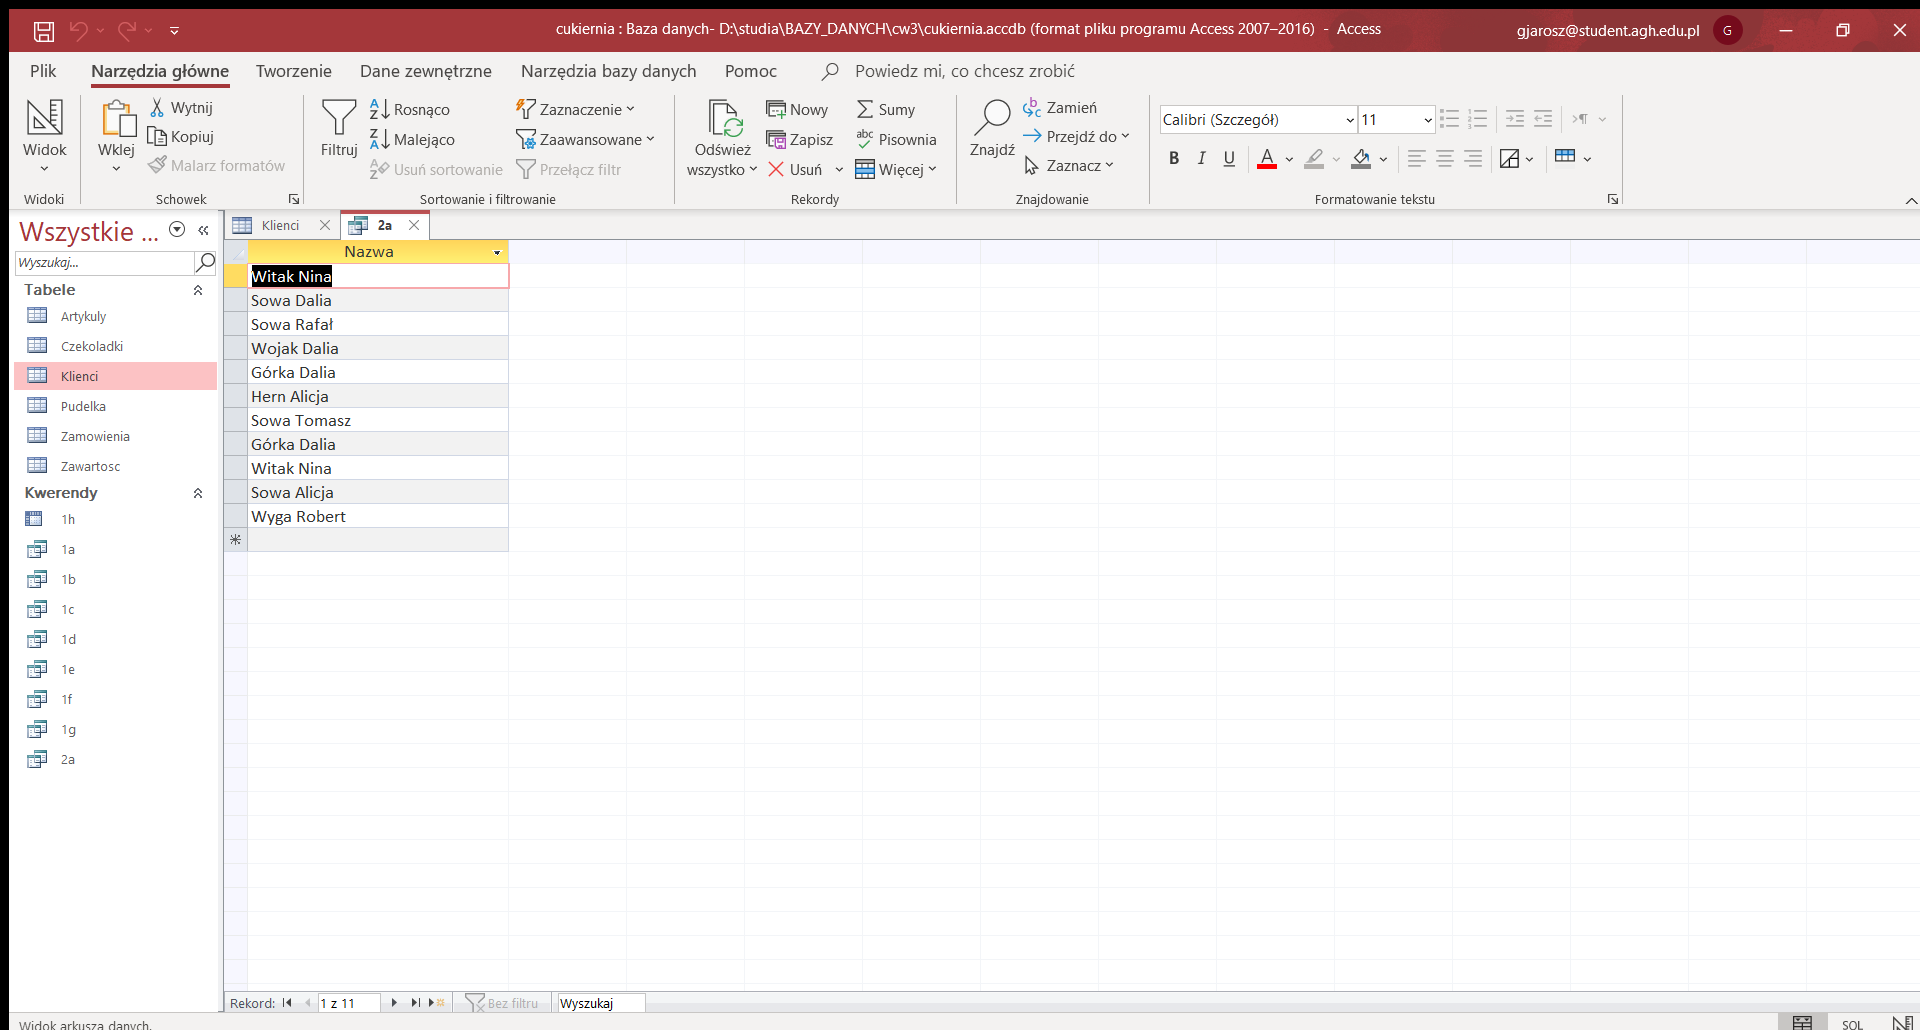 cukiernia : Baza danych- D:\studia\BAZY_DANYCH\cw3\cukiernia.accdb (format pliku programu Access 2007–2016) - Access
gjarosz@student.agh.edu.pl
G
Plik
Narzędzia główne
Tworzenie
Dane zewnętrzne
Narzędzia bazy danych
Pomoc
Powiedz mi, co chcesz zrobić
Widok
Widoki
Wklej
Wytnij
Kopiuj
Malarz formatów
Schowek
Filtruj
Rosnąco
Malejąco
Usuń sortowanie
Zaznaczenie
Zaawansowane
Przełącz filtr
Sortowanie i filtrowanie
Odśwież
wszystko
Nowy
Zapisz
Usuń
Sumy
Pisownia
Więcej
Rekordy
Znajdź
Zamień
Przejdź do
Zaznacz
Znajdowanie
Calibri (Szczegół)
11
B I U A
Formatowanie tekstu
Wszystkie ...
Wyszukaj...
Tabele
Artykuly
Czekoladki
Klienci
Pudelka
Zamowienia
Zawartosc
Kwerendy
1h
1a
1b
1c
1d
1e
1f
1g
2a
Klienci
2a
Nazwa
Witak Nina
Sowa Dalia
Sowa Rafał
Wojak Dalia
Górka Dalia
Hern Alicja
Sowa Tomasz
Górka Dalia
Witak Nina
Sowa Alicja
Wyga Robert
Rekord:
1 z 11
Bez filtru
Wyszukaj
Widok arkusza danych.
SQL